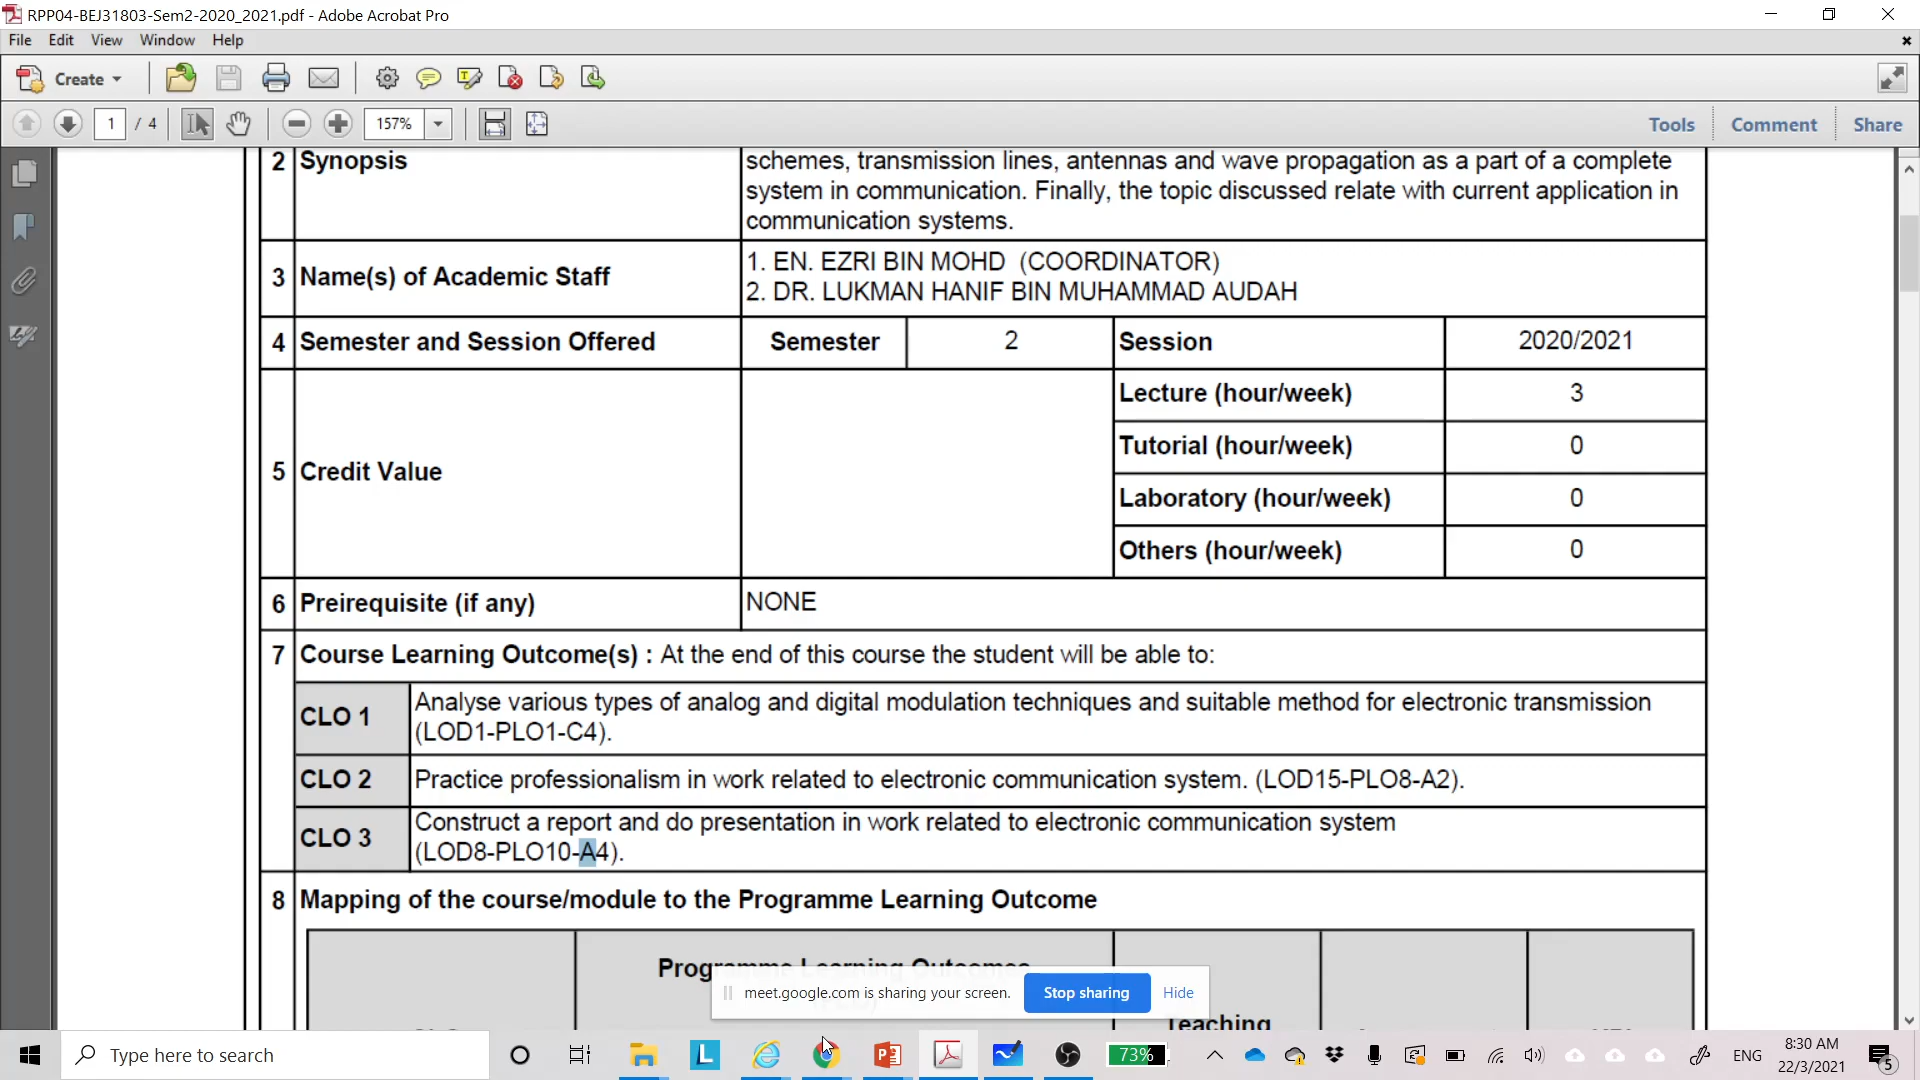 RPP04-BEJ31803-Sem2-2020_2021.pdf - Adobe Acrobat Pro
File Edit View Window Help
Create
1 / 4 157% Tools Comment Share
2 Synopsis
schemes, transmission lines, antennas and wave propagation as a part of a complete
system in communication. Finally, the topic discussed relate with current application in
communication systems.
3 Name(s) of Academic Staff
1. EN. EZRI BIN MOHD (COORDINATOR)
2. DR. LUKMAN HANIF BIN MUHAMMAD AUDAH
4 Semester and Session Offered Semester 2 Session 2020/2021
5 Credit Value
Lecture (hour/week) 3
Tutorial (hour/week) 0
Laboratory (hour/week) 0
Others (hour/week) 0
6 Preirequisite (if any) NONE
7 Course Learning Outcome(s) : At the end of this course the student will be able to:
CLO 1 Analyse various types of analog and digital modulation techniques and suitable method for electronic transmission
(LOD1-PLO1-C4).
CLO 2 Practice professionalism in work related to electronic communication system. (LOD15-PLO8-A2).
CLO 3 Construct a report and do presentation in work related to electronic communication system
(LOD8-PLO10-A4).
8 Mapping of the course/module to the Programme Learning Outcome
Programme Learning Outcomes
meet.google.com is sharing your screen. Stop sharing Hide
Teaching
Type here to search
73%
ENG
8:30 AM
22/3/2021
5